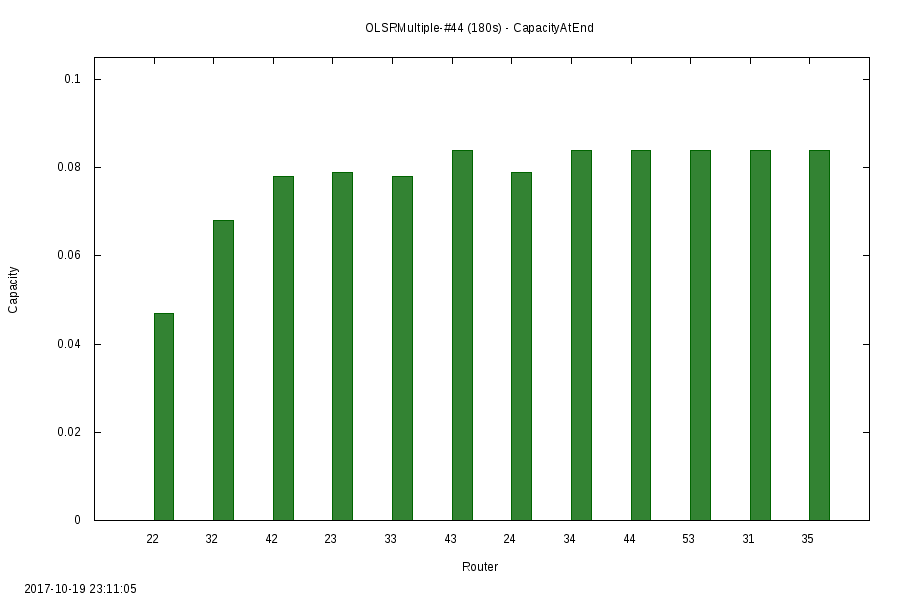 OLSRMultiple-#44 (180s) - CapacityAtEnd
0.1
0.08
0.06
0.04
0.02
0
Capacity
22 32 42 23 33 43 24 34 44 53 31 35
Router
2017-10-19 23:11:05